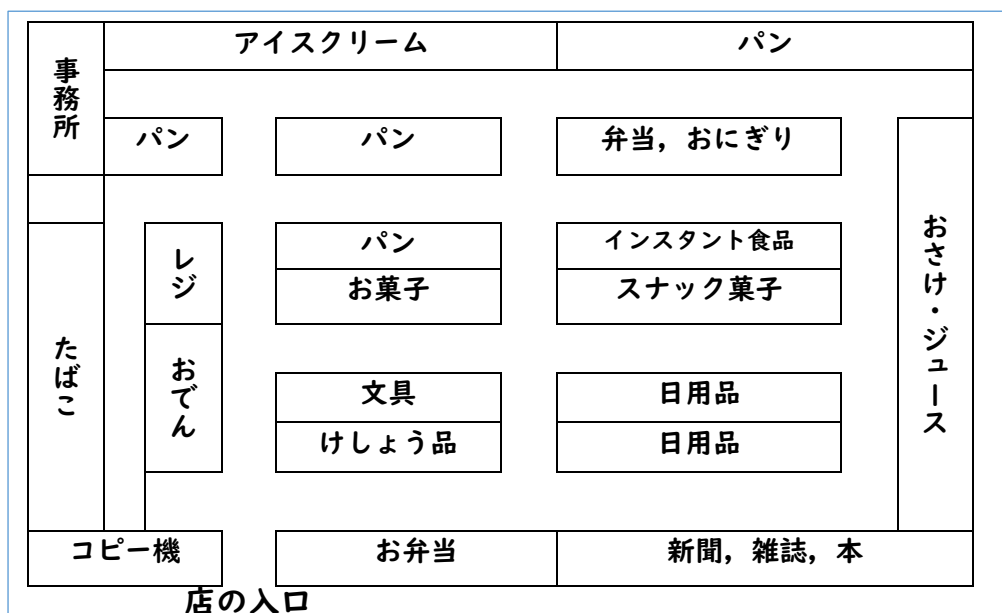 事務所
アイスクリーム
パン
パン
パン
弁当，おにぎり
おさけ・ジュース
たばこ
レジ
パン
インスタント食品
お菓子
スナック菓子
おでん
文具
日用品
けしょう品
日用品
コピー機
お弁当
新聞，雑誌，本
店の入口